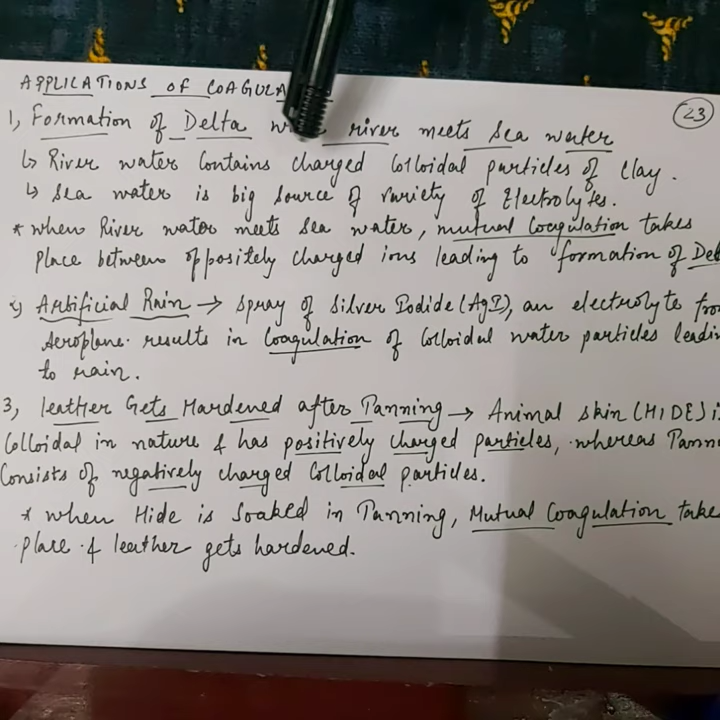 APPLICATIONS OF COAGULA
23
1, Formation of Delta river meets Sea water
↳ River water Contains charged Colloidal particles of Clay.
↳ Sea water is big Source of variety of Electrolytes.
* when River water meets Sea water, mutual Coagulation takes
Place between oppositely charged ions leading to formation of Del
Artificial Rain → Spray of Silver Iodide (AgI), an electrolyte fro
Aeroplane. results in Coagulation of Colloidal water particles leadin
to rain.
3, leather Gets Hardened after Tanning → Animal skin (HIDE) i
Colloidal in nature & has positively charged particles, whereas Tann
Consists of negatively charged Colloidal particles.
* when Hide is Soaked in Tanning, Mutual Coagulation take
place & leather gets hardened.